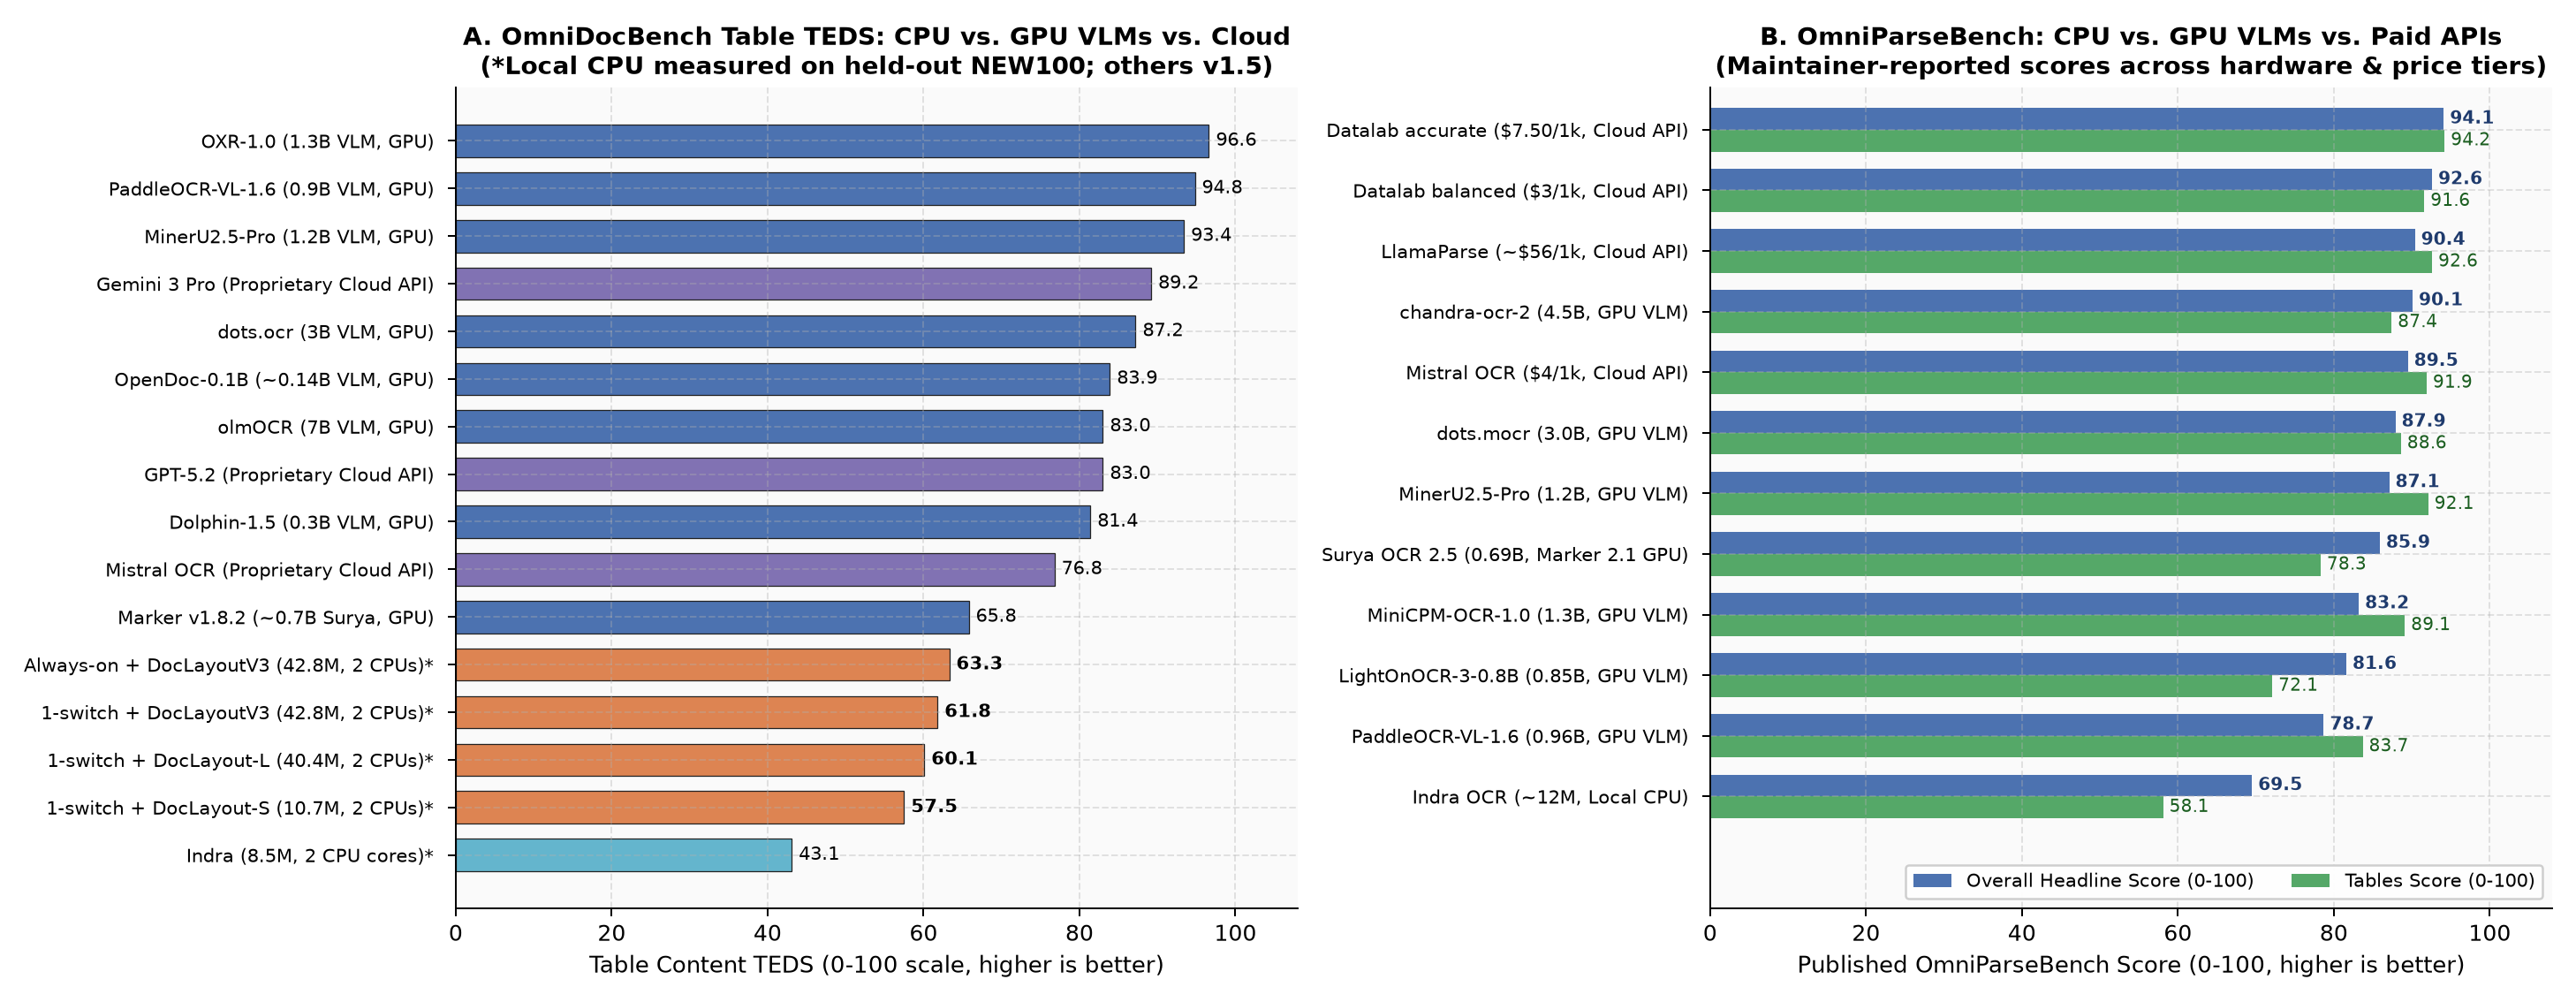 A. OmniDocBench Table TEDS: CPU vs. GPU VLMs vs. Cloud
(*Local CPU measured on held-out NEW100; others v1.5)
OXR-1.0 (1.3B VLM, GPU) 96.6
PaddleOCR-VL-1.6 (0.9B VLM, GPU) 94.8
MinerU2.5-Pro (1.2B VLM, GPU) 93.4
Gemini 3 Pro (Proprietary Cloud API) 89.2
dots.ocr (3B VLM, GPU) 87.2
OpenDoc-0.1B (~0.14B VLM, GPU) 83.9
olmOCR (7B VLM, GPU) 83.0
GPT-5.2 (Proprietary Cloud API) 83.0
Dolphin-1.5 (0.3B VLM, GPU) 81.4
Mistral OCR (Proprietary Cloud API) 76.8
Marker v1.8.2 (~0.7B Surya, GPU) 65.8
Always-on + DocLayoutV3 (42.8M, 2 CPUs)* 63.3
1-switch + DocLayoutV3 (42.8M, 2 CPUs)* 61.8
1-switch + DocLayout-L (40.4M, 2 CPUs)* 60.1
1-switch + DocLayout-S (10.7M, 2 CPUs)* 57.5
Indra (8.5M, 2 CPU cores)* 43.1
0 20 40 60 80 100
Table Content TEDS (0-100 scale, higher is better)
B. OmniParseBench: CPU vs. GPU VLMs vs. Paid APIs
(Maintainer-reported scores across hardware & price tiers)
Datalab accurate ($7.50/1k, Cloud API) 94.1
94.2
Datalab balanced ($3/1k, Cloud API) 92.6
91.6
LlamaParse (~$56/1k, Cloud API) 90.4
92.6
chandra-ocr-2 (4.5B, GPU VLM) 90.1
87.4
Mistral OCR ($4/1k, Cloud API) 89.5
91.9
dots.mocr (3.0B, GPU VLM) 87.9
88.6
MinerU2.5-Pro (1.2B, GPU VLM) 87.1
92.1
Surya OCR 2.5 (0.69B, Marker 2.1 GPU) 85.9
78.3
MiniCPM-OCR-1.0 (1.3B, GPU VLM) 83.2
89.1
LightOnOCR-3-0.8B (0.85B, GPU VLM) 81.6
72.1
PaddleOCR-VL-1.6 (0.96B, GPU VLM) 78.7
83.7
Indra OCR (~12M, Local CPU) 69.5
58.1
Overall Headline Score (0-100) Tables Score (0-100)
0 20 40 60 80 100
Published OmniParseBench Score (0-100, higher is better)